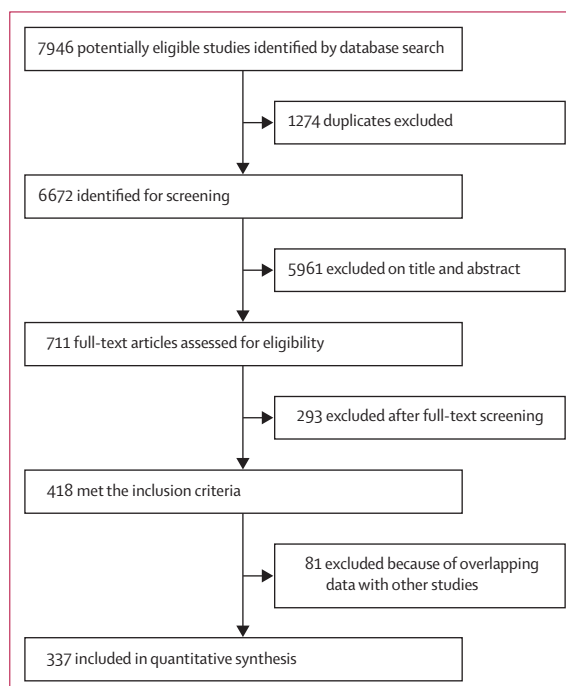 7946 potentially eligible studies identified by database search
1274 duplicates excluded
6672 identified for screening
5961 excluded on title and abstract
711 full-text articles assessed for eligibility
293 excluded after full-text screening
418 met the inclusion criteria
81 excluded because of overlapping
data with other studies
337 included in quantitative synthesis